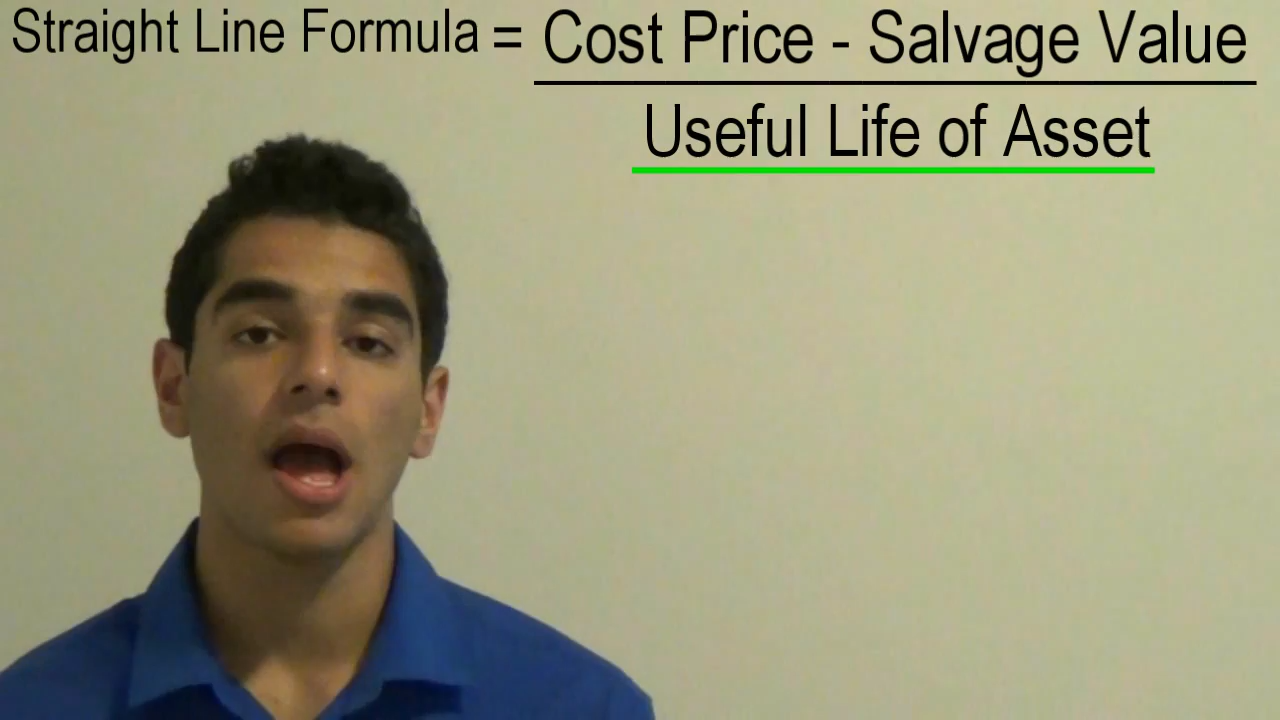 Straight Line Formula = Cost Price - Salvage Value
Useful Life of Asset